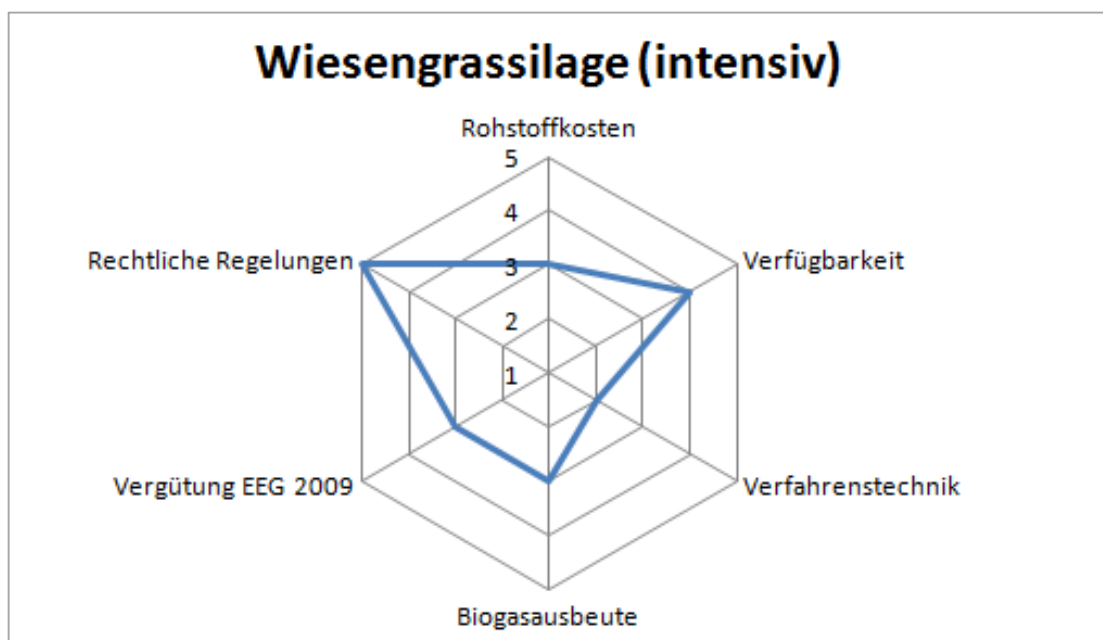 Wiesengrassilage (intensiv)
Rohstoffkosten
5
4
3
2
1
Rechtliche Regelungen
Verfügbarkeit
Vergütung EEG 2009
Verfahrenstechnik
Biogasausbeute